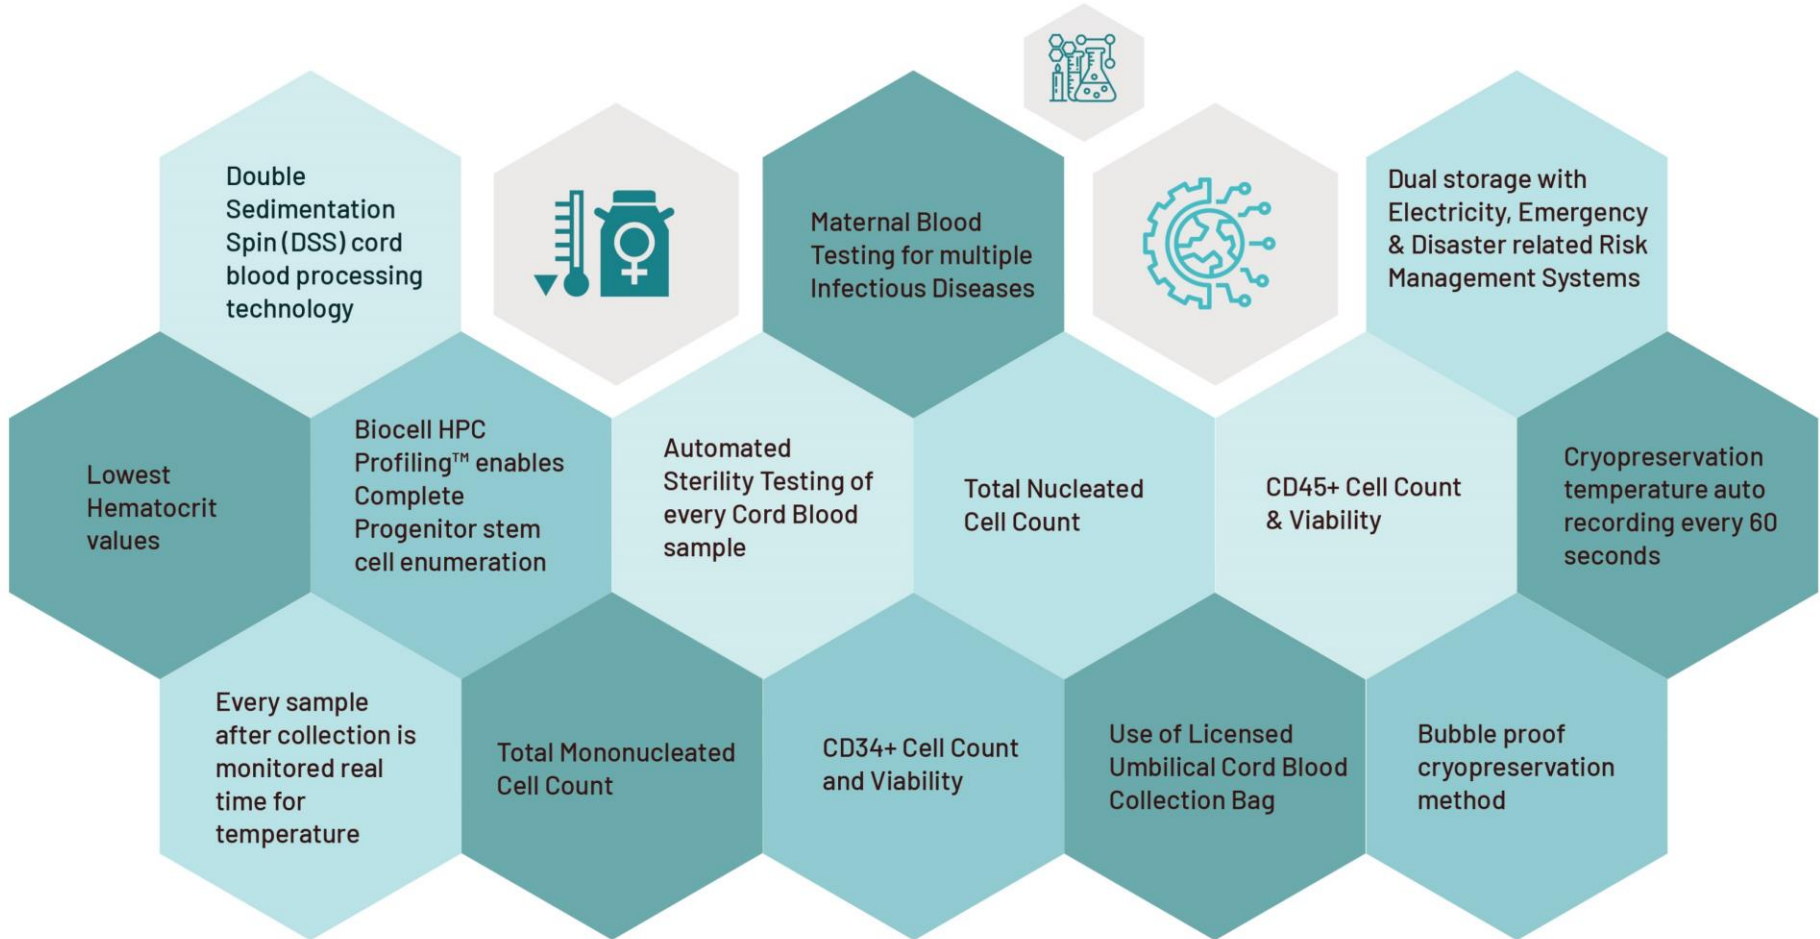 Double
Sedimentation
Spin (DSS) cord
blood processing
technology
Maternal Blood
Testing for multiple
Infectious Diseases
Dual storage with
Electricity, Emergency
& Disaster related Risk
Management Systems
Lowest
Hematocrit
values
Biocell HPC
Profiling™ enables
Complete
Progenitor stem
cell enumeration
Automated
Sterility Testing of
every Cord Blood
sample
Total Nucleated
Cell Count
CD45+ Cell Count
& Viability
Cryopreservation
temperature auto
recording every 60
seconds
Every sample
after collection is
monitored real
time for
temperature
Total Mononucleated
Cell Count
CD34+ Cell Count
and Viability
Use of Licensed
Umbilical Cord Blood
Collection Bag
Bubble proof
cryopreservation
method